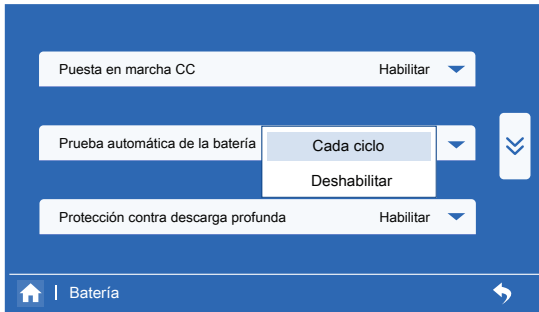 Puesta en marcha CC Habilitar
Prueba automática de la batería
Cada ciclo
Deshabilitar
Protección contra descarga profunda Habilitar
Batería